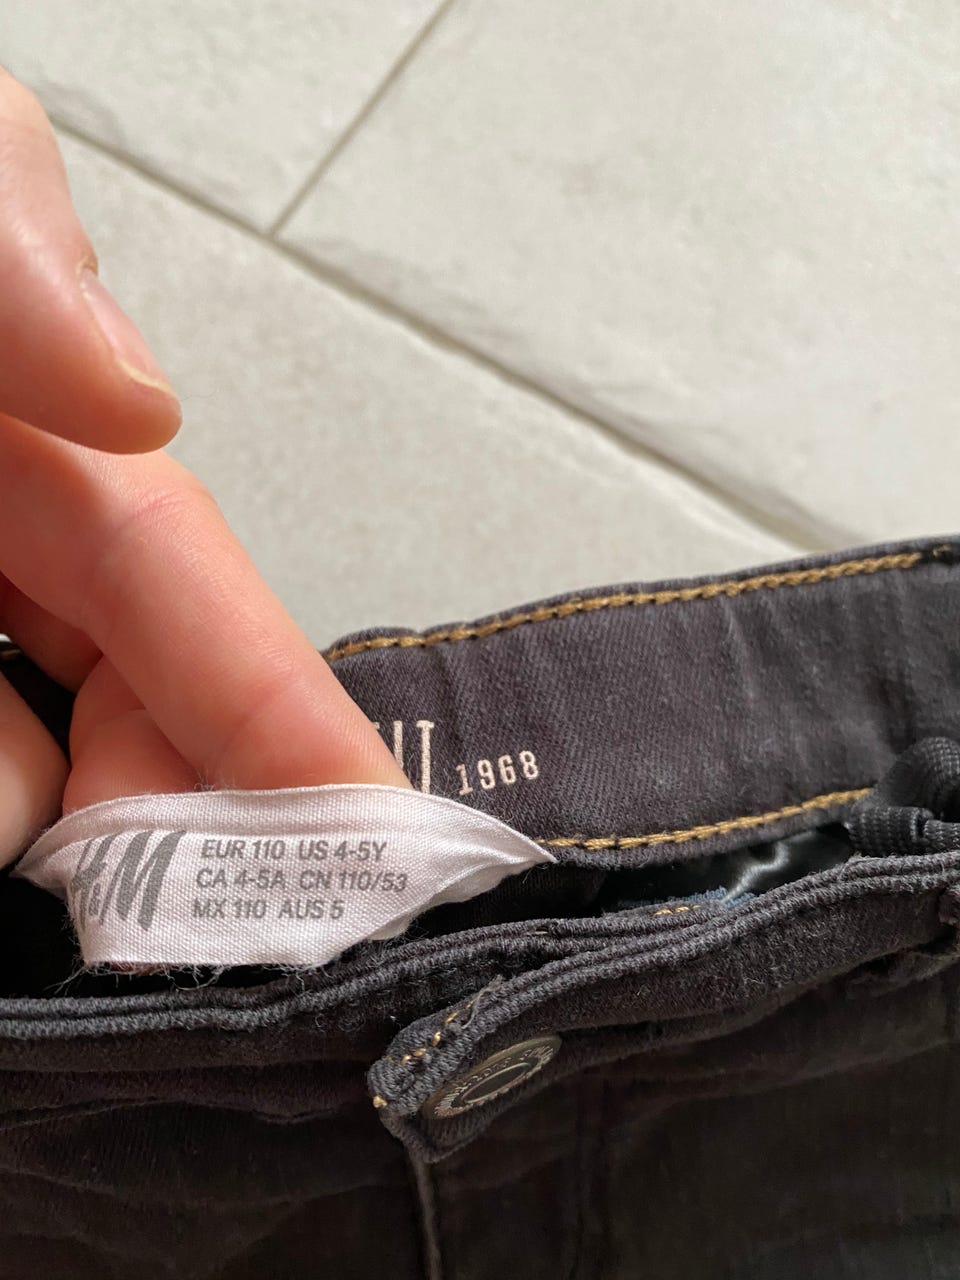 1968
H&M
EUR 110 US 4-5Y
CA 4-5A CN 110/53
MX 110 AUS 5